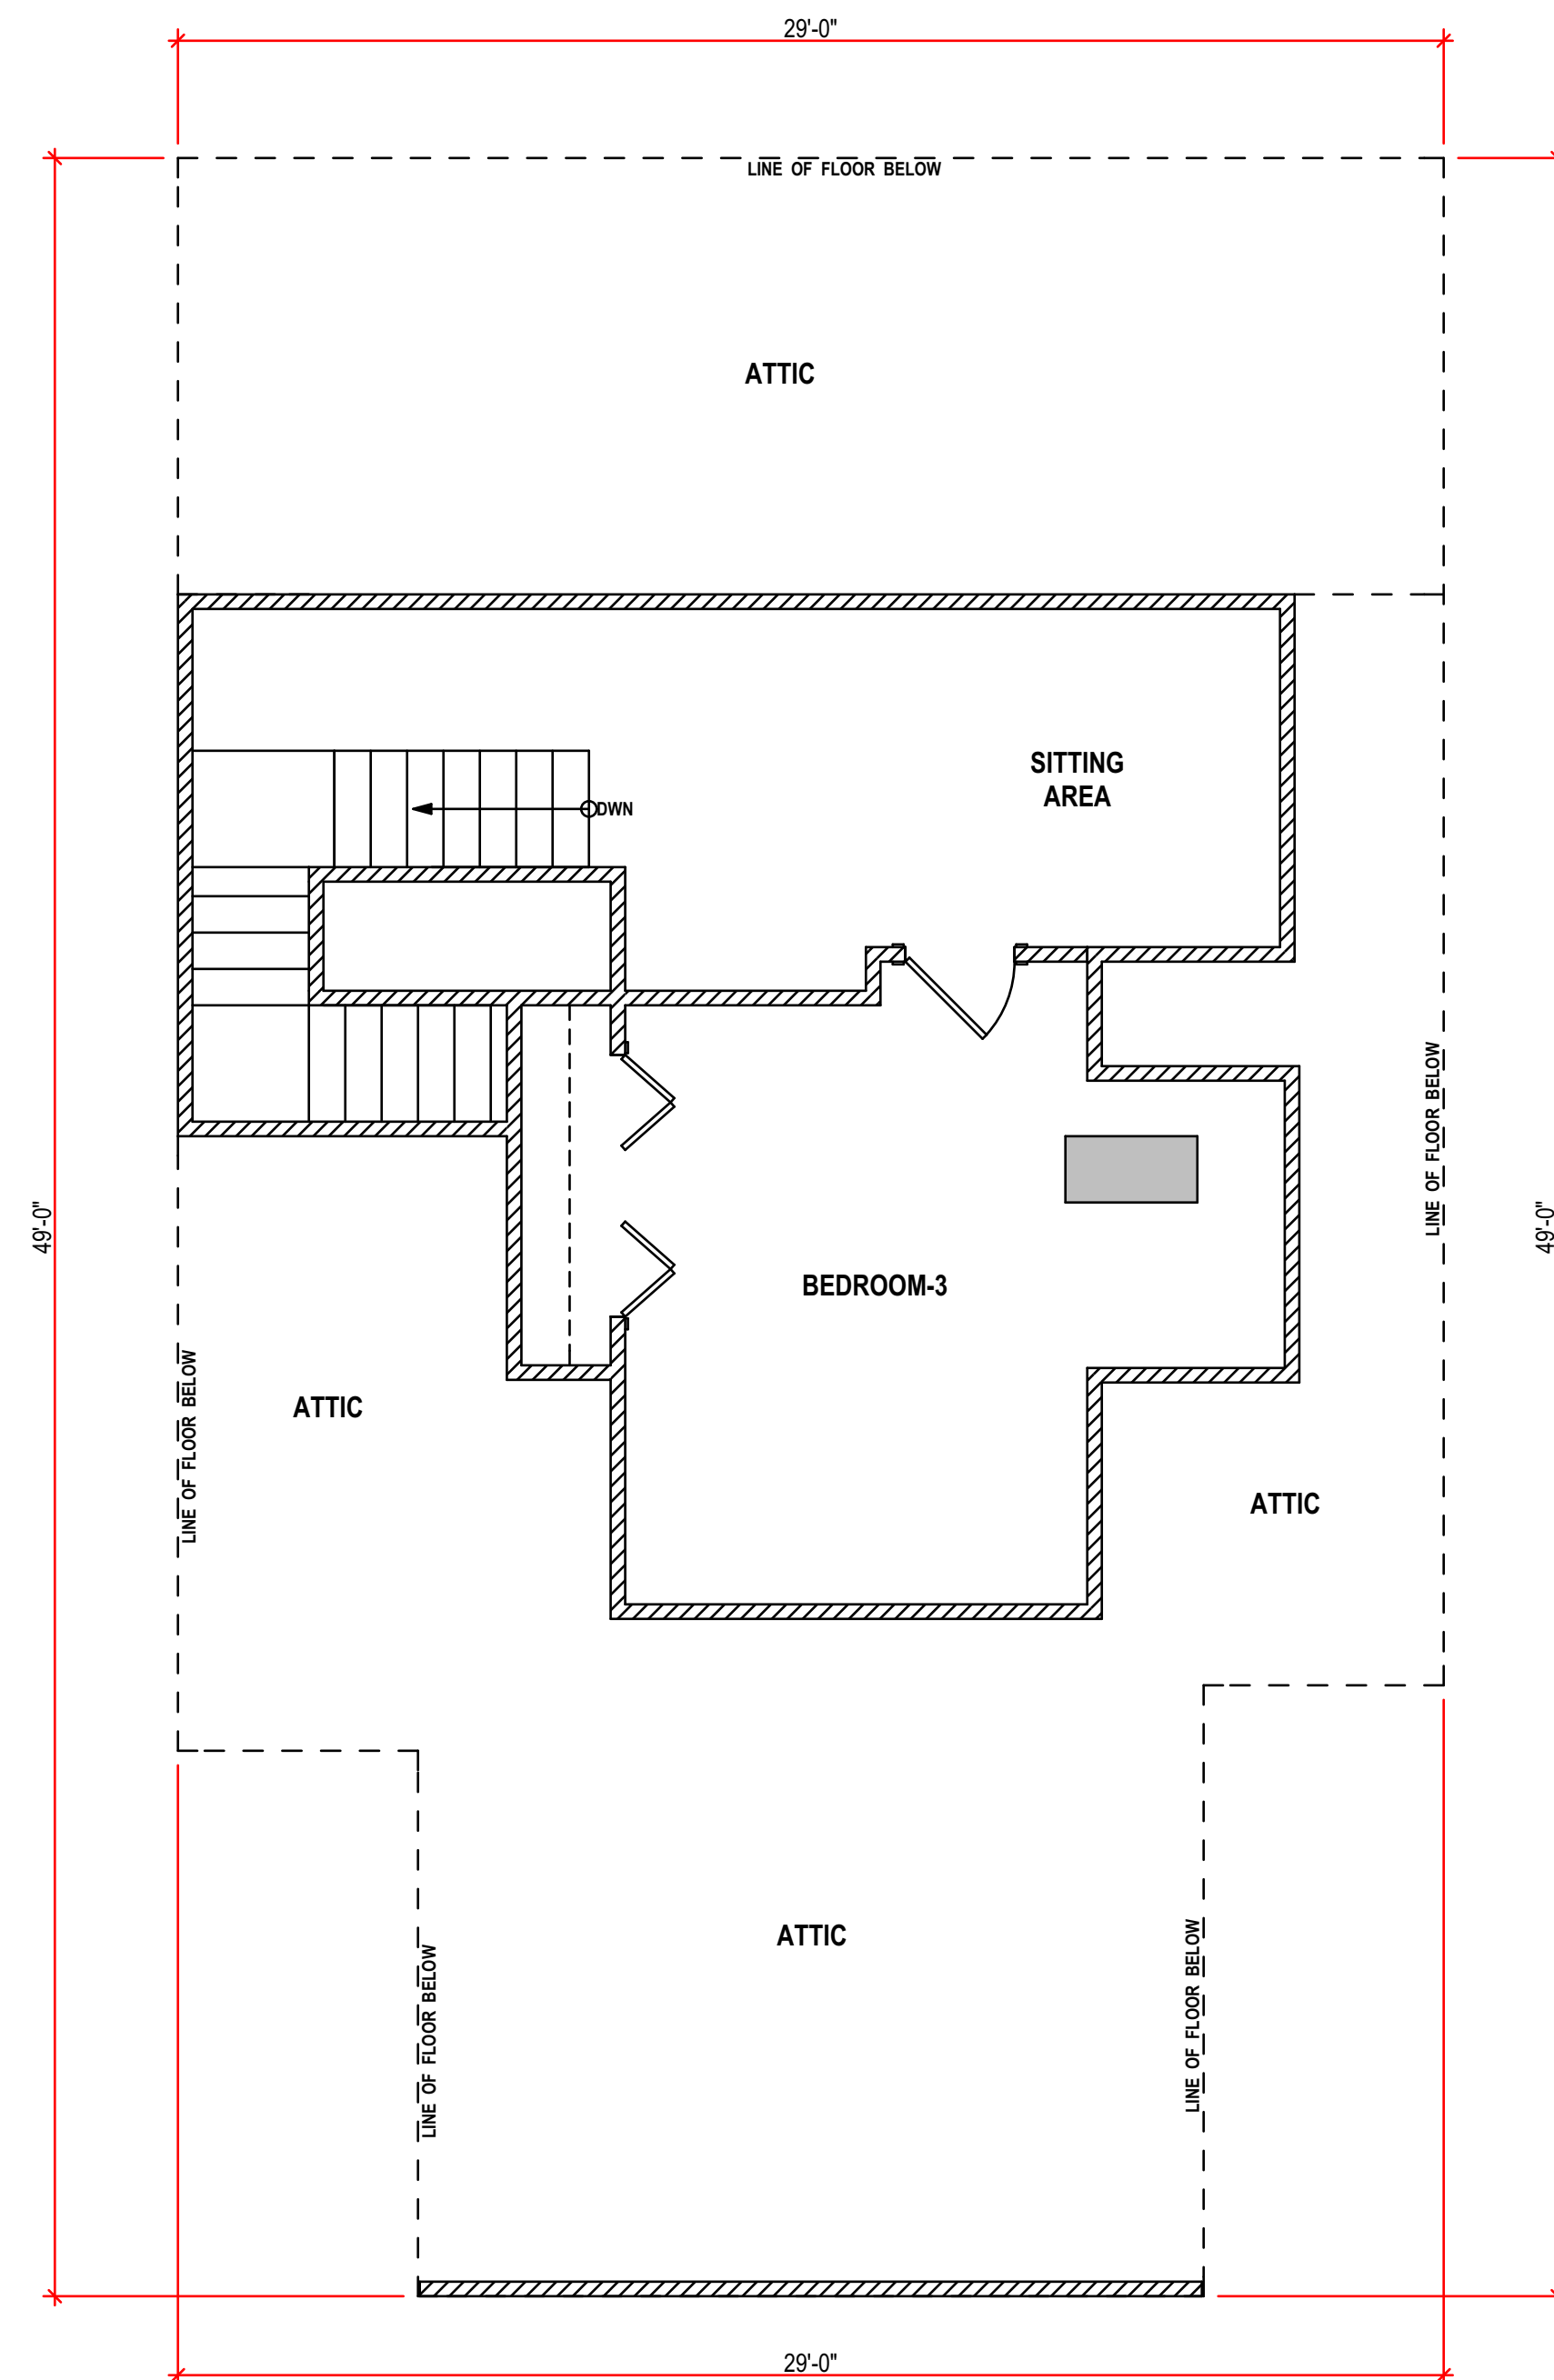 29'-0"
LINE OF FLOOR BELOW
ATTIC
SITTING
AREA
DWN
LINE OF FLOOR BELOW
49'-0"
49'-0"
BEDROOM-3
LINE OF FLOOR BELOW
ATTIC
ATTIC
ATTIC
LINE OF FLOOR BELOW
LINE OF FLOOR BELOW
29'-0"